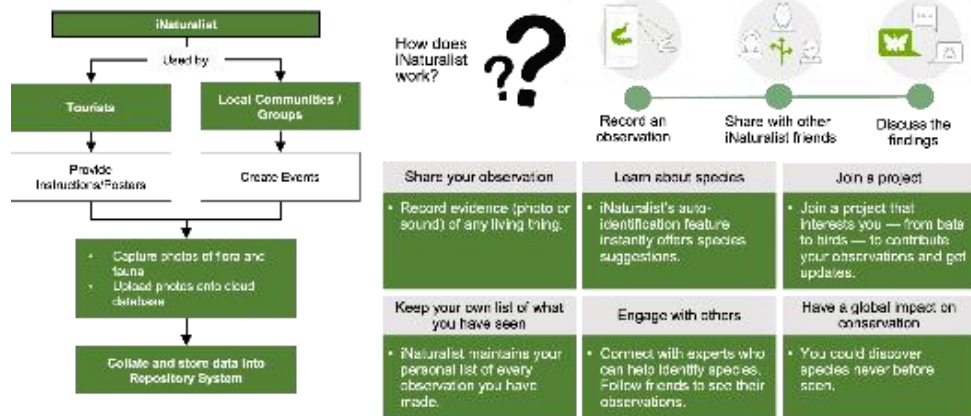 iNaturalist
Used by
Tourists
Local Communities /
Groups
Provide
Instructions/Posters
Create Events
• Capture photos of flora and
fauna
• Upload photos onto cloud
database
Collate and store data into
Repository System
How does
iNaturalist
work?
??
Record an
observation
Share with other
iNaturalist friends
Discuss the
findings
Share your observation
• Record evidence (photo or
sound) of any living thing.
Learn about species
• iNaturalist's auto-
identification feature
instantly offers species
suggestions.
Join a project
• Join a project that
interests you — from bats
to birds — to contribute
your observations and get
updates.
Keep your own list of what
you have seen
• iNaturalist maintains your
personal list of every
observation you have
made.
Engage with others
• Connect with experts who
can help identify species.
Follow friends to see their
observations.
Have a global impact on
conservation
• You could discover
species never before
seen.